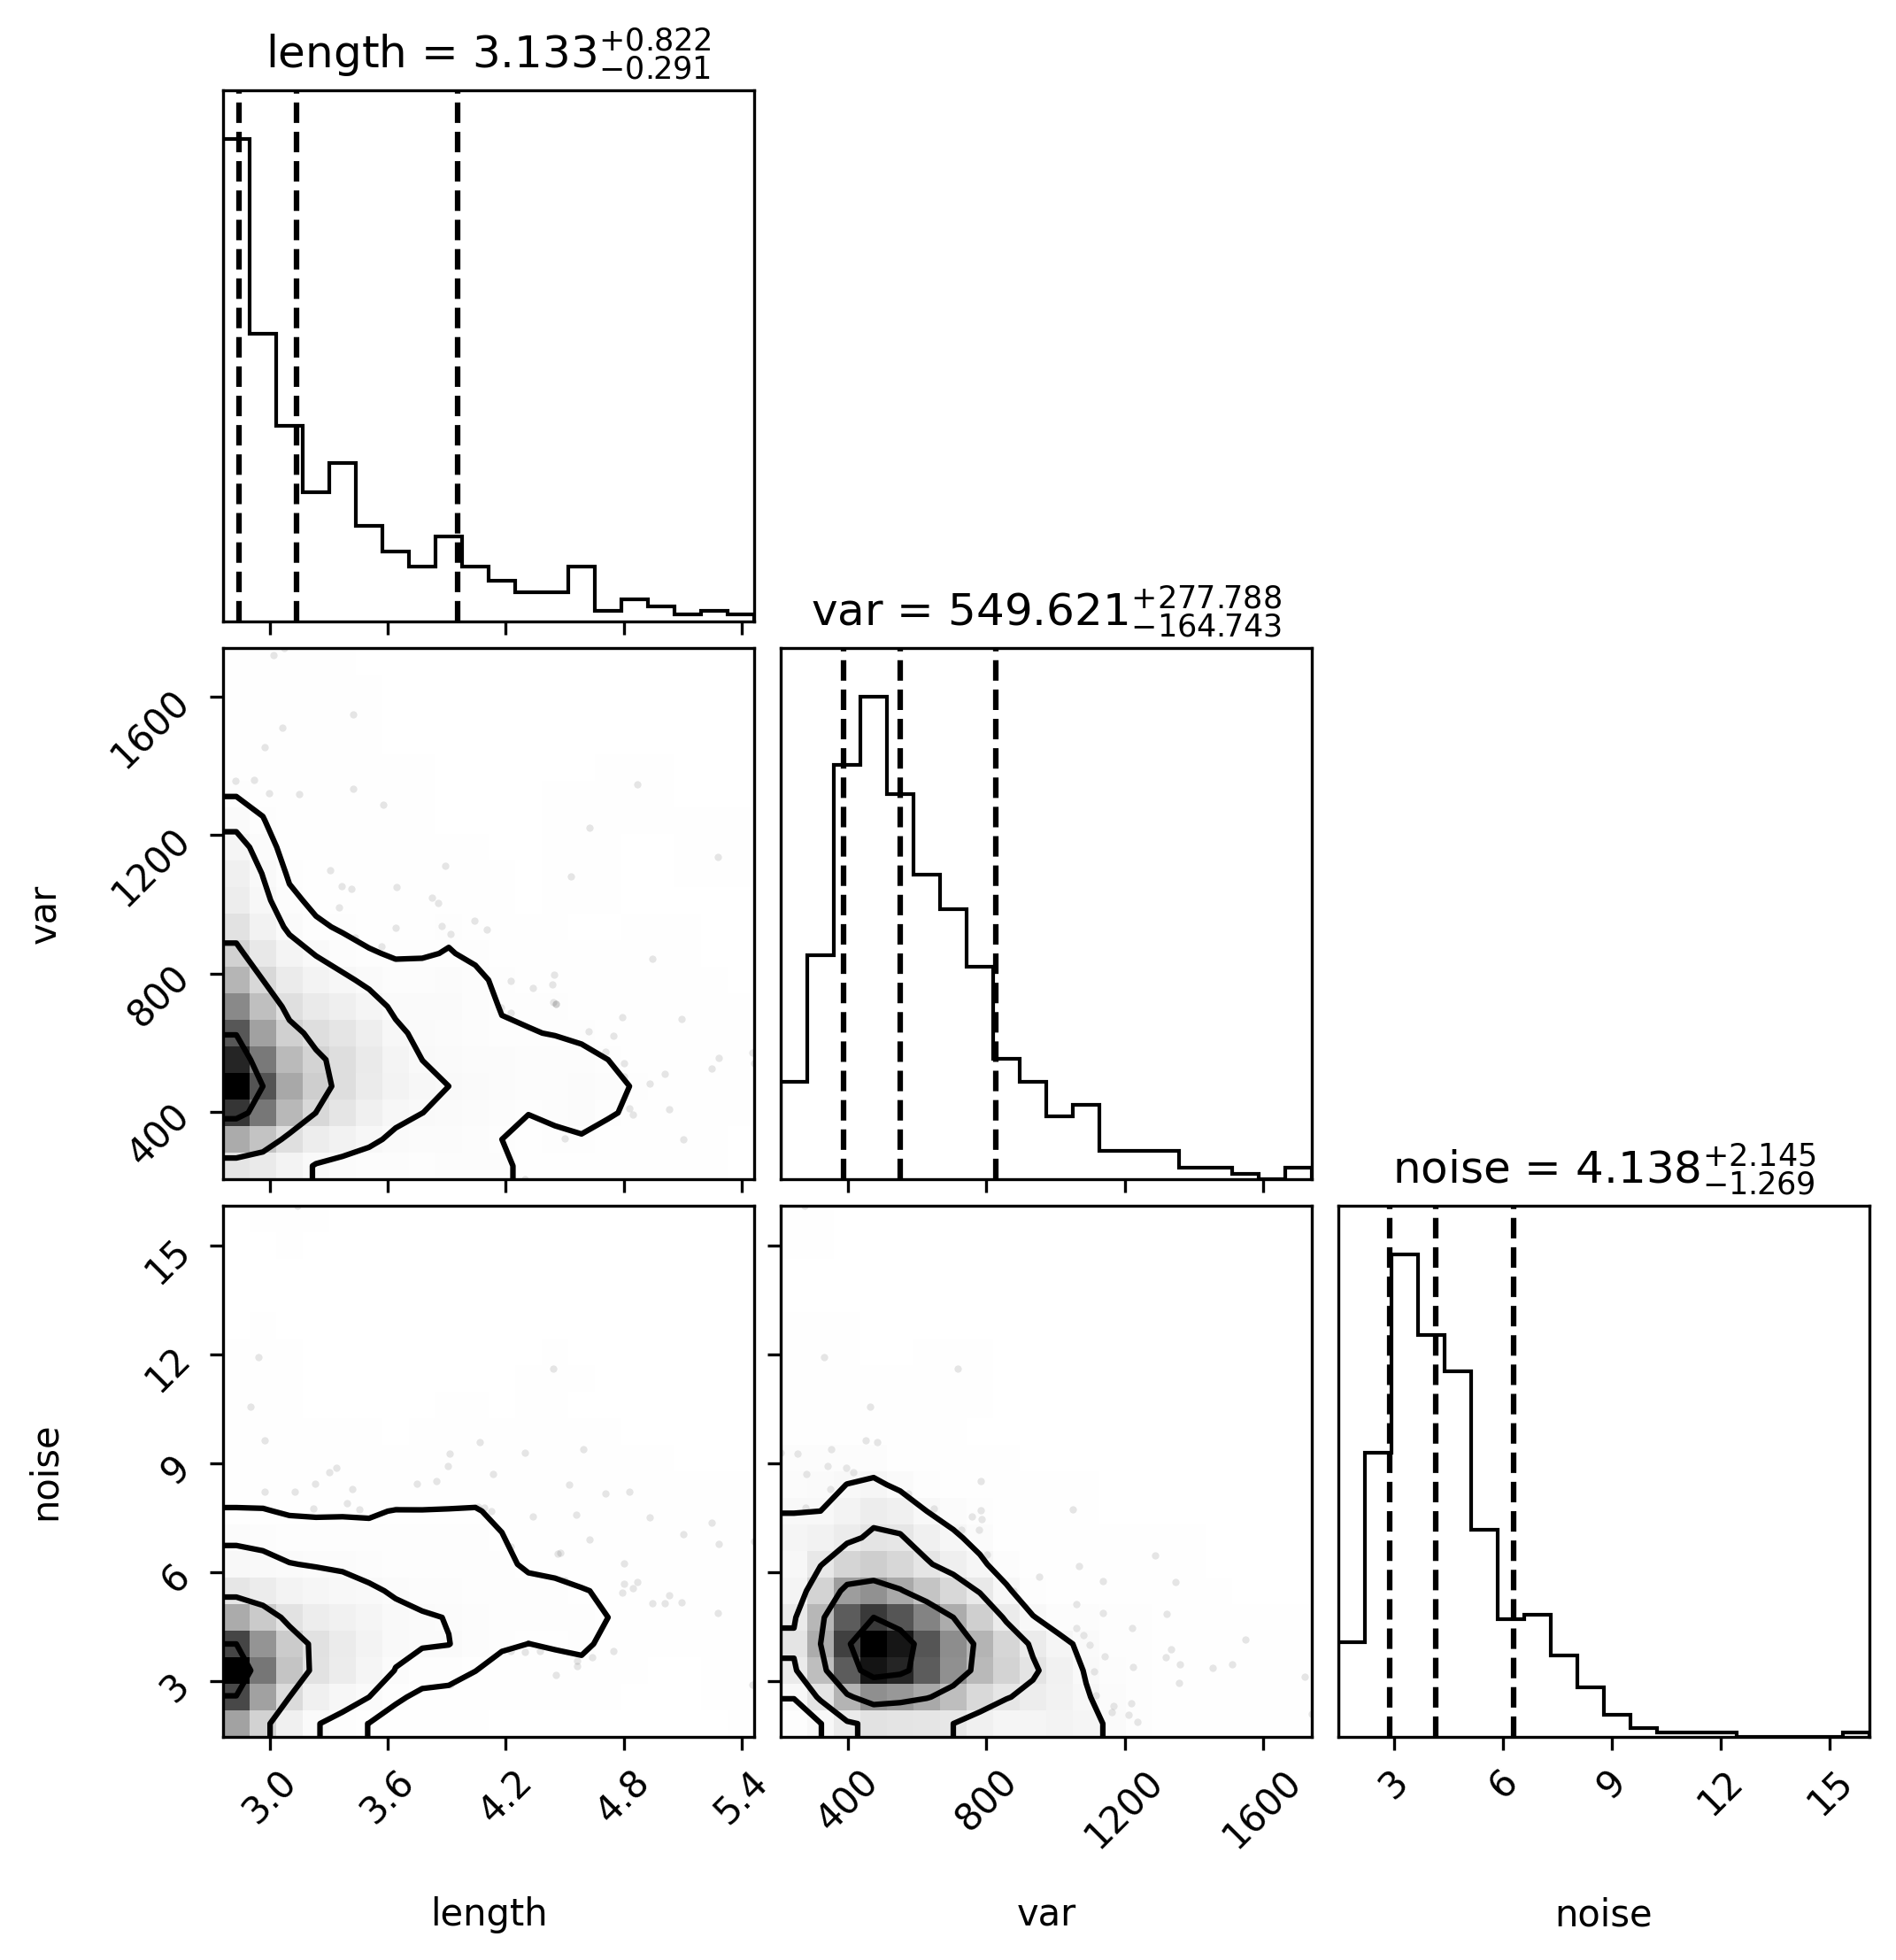 length = 3.133 +0.822 −0.291
var = 549.621 +277.788 −164.743
1600
1200
800
400
var
noise = 4.138 +2.145 −1.269
15
12
9
6
3
noise
3.0 3.6 4.2 4.8 5.4 400 800 1200 1600 3 6 9 12 15
length var noise